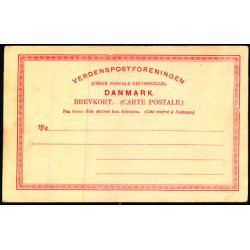 VERDENSPOSTFORENINGEN
(UNION POSTALE UNIVERSELLE)
DANMARK.
BREVKORT. (CARTE POSTALE.)
Paa denne Side skrives kun Adressen. (Côté réservé à l'adresse.)
Til